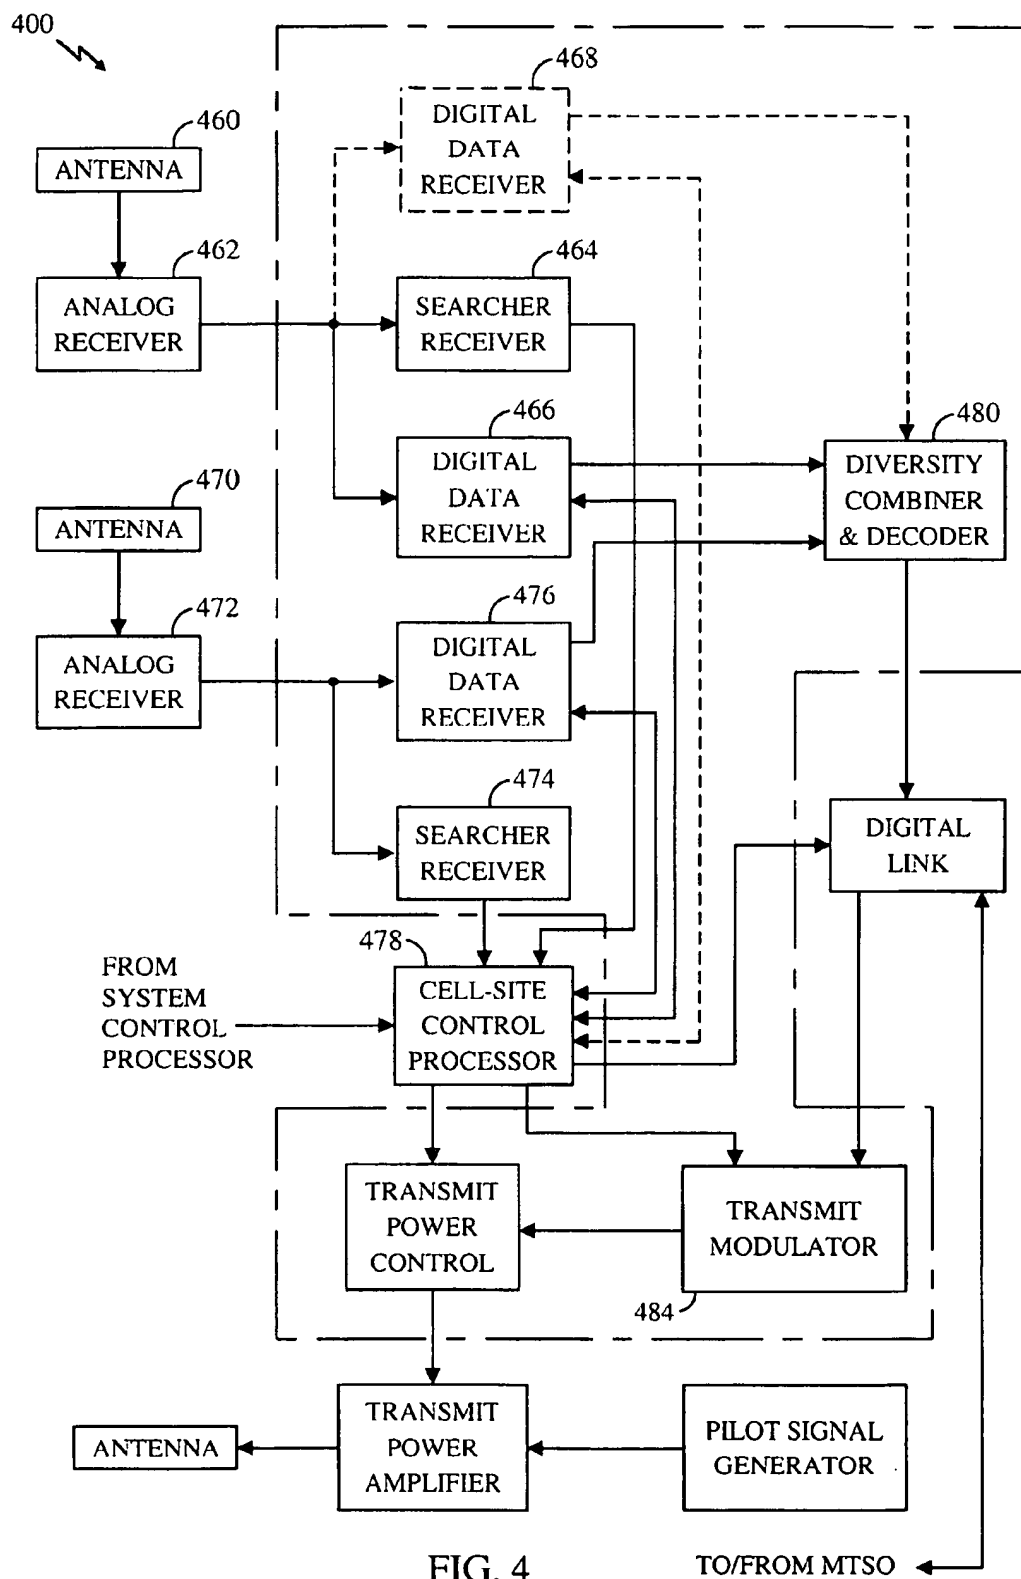 400
468
DIGITAL
DATA
RECEIVER
460
ANTENNA
462
ANALOG
RECEIVER
464
SEARCHER
RECEIVER
466
DIGITAL
DATA
RECEIVER
480
DIVERSITY
COMBINER
& DECODER
470
ANTENNA
472
ANALOG
RECEIVER
476
DIGITAL
DATA
RECEIVER
474
SEARCHER
RECEIVER
DIGITAL
LINK
478
CELL-SITE
CONTROL
PROCESSOR
FROM
SYSTEM
CONTROL
PROCESSOR
TRANSMIT
POWER
CONTROL
TRANSMIT
MODULATOR
484
TRANSMIT
POWER
AMPLIFIER
PILOT SIGNAL
GENERATOR
ANTENNA
FIG. 4
TO/FROM MTSO